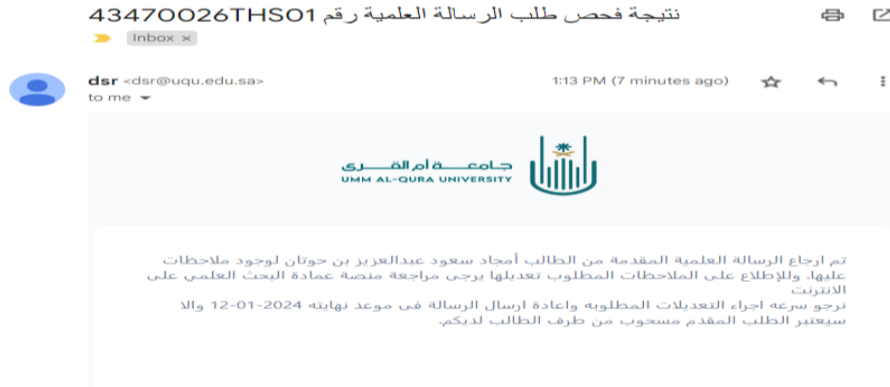 نتيجة فحص طلب الرسالة العلمية رقم 43470026THS01
Inbox ×
dsr <dsr@uqu.edu.sa>
1:13 PM (7 minutes ago)
to me
جامعة أم القرى
UMM AL-QURA UNIVERSITY
تم ارجاع الرسالة العلمية المقدمة من الطالب أمجاد سعود عبدالعزيز بن حوتان لوجود ملاحظات
عليها. وللإطلاع على الملاحظات المطلوب تعديلها يرجى مراجعة منصة عمادة البحث العلمي على
الانترنت
نرجو سرعه اجراء التعديلات المطلوبه واعادة ارسال الرسالة فى موعد نهايته 2024-01-12 والا
سيعتبر الطلب المقدم مسحوب من طرف الطالب لديكم.